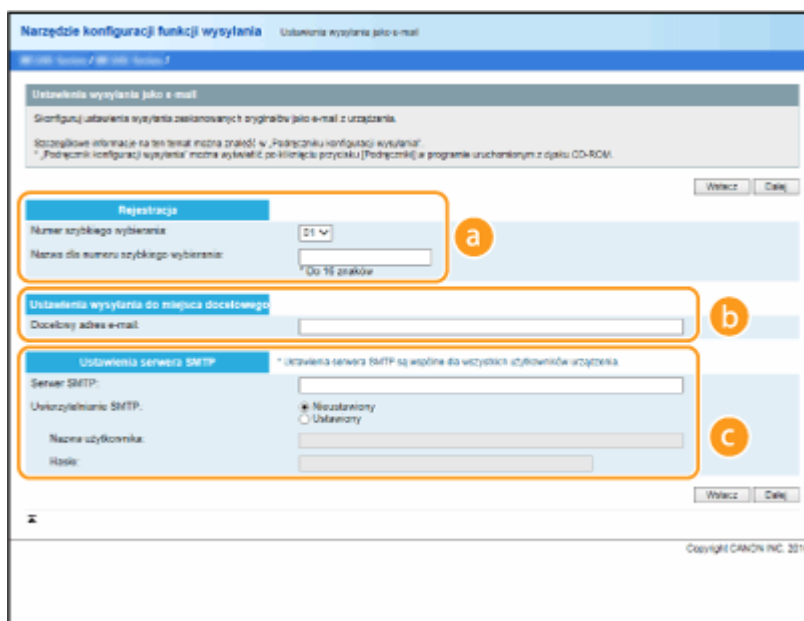 Narzędzie konfiguracji funkcji wysyłania Ustawienia wysyłania jako e-mail
Ustawienia wysyłania jako e-mail
Skonfiguruj ustawienia wysyłania zeskanowanych oryginałów jako e-mail z urządzenia.
Szczegółowe informacje na ten temat można znaleźć w „Podręczniku konfiguracji wysyłania".
* „Podręcznik konfiguracji wysyłania" można wyświetlić po kliknięciu przycisku [Podręczniki] w programie uruchomionym z dysku CD-ROM.
Wstecz Dalej
Rejestracja
Numer szybkiego wybierania: 01
a
Nazwa dla numeru szybkiego wybierania:
* Do 16 znaków
Ustawienia wysyłania do miejsca docelowego
b
Docelowy adres e-mail:
Ustawienia serwera SMTP * Ustawienia serwera SMTP są wspólne dla wszystkich użytkowników urządzenia.
Serwer SMTP:
Uwierzytelnianie SMTP: Nieustawiony
Ustawiony
c
Nazwa użytkownika:
Hasło:
Wstecz Dalej
Copyright CANON INC. 201